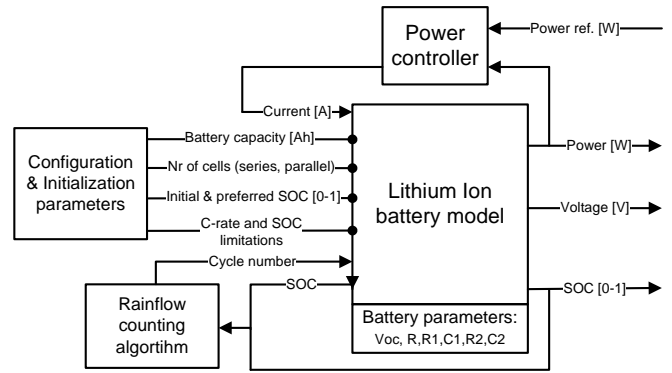 Power
controller
Power ref. [W]
Current [A]
Configuration
& Initialization
parameters
Battery capacity [Ah]
Nr of cells (series, parallel)
Initial & preferred SOC [0-1]
C-rate and SOC
limitations
Cycle number
SOC
Lithium Ion
battery model
Power [W]
Voltage [V]
SOC [0-1]
Rainflow
counting
algortihm
Battery parameters:
Voc, R,R1,C1,R2,C2